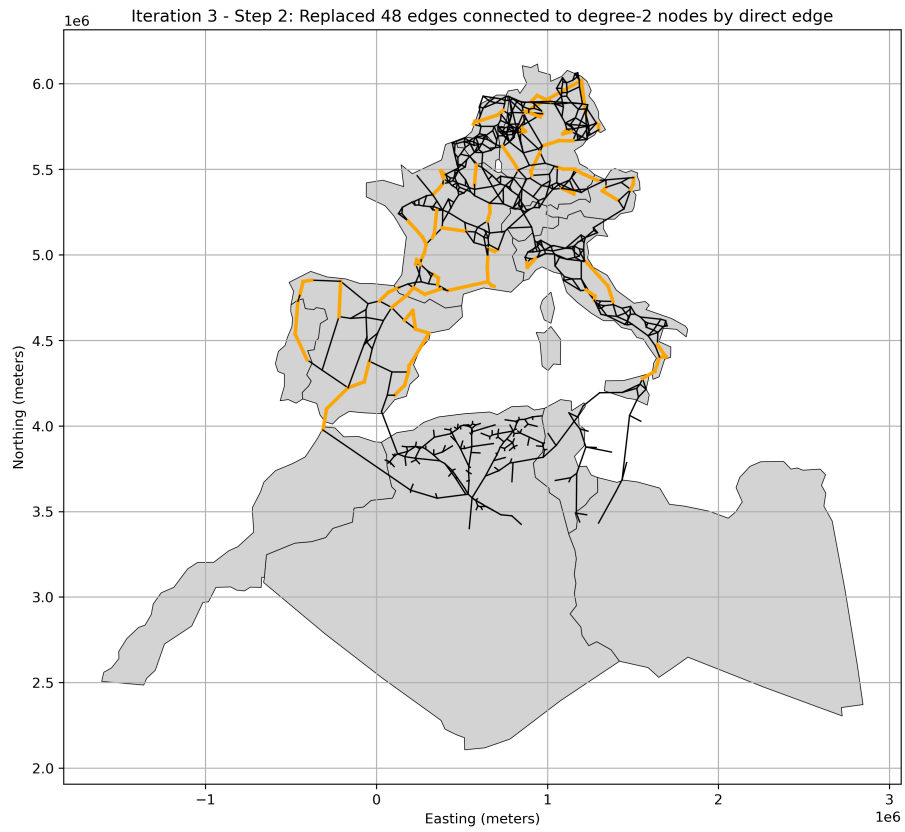 Iteration 3 - Step 2: Replaced 48 edges connected to degree-2 nodes by direct edge
1e6
6.0
5.5
5.0
4.5
4.0
3.5
3.0
2.5
2.0
Northing (meters)
−1 0 1 2 3
Easting (meters)
1e6